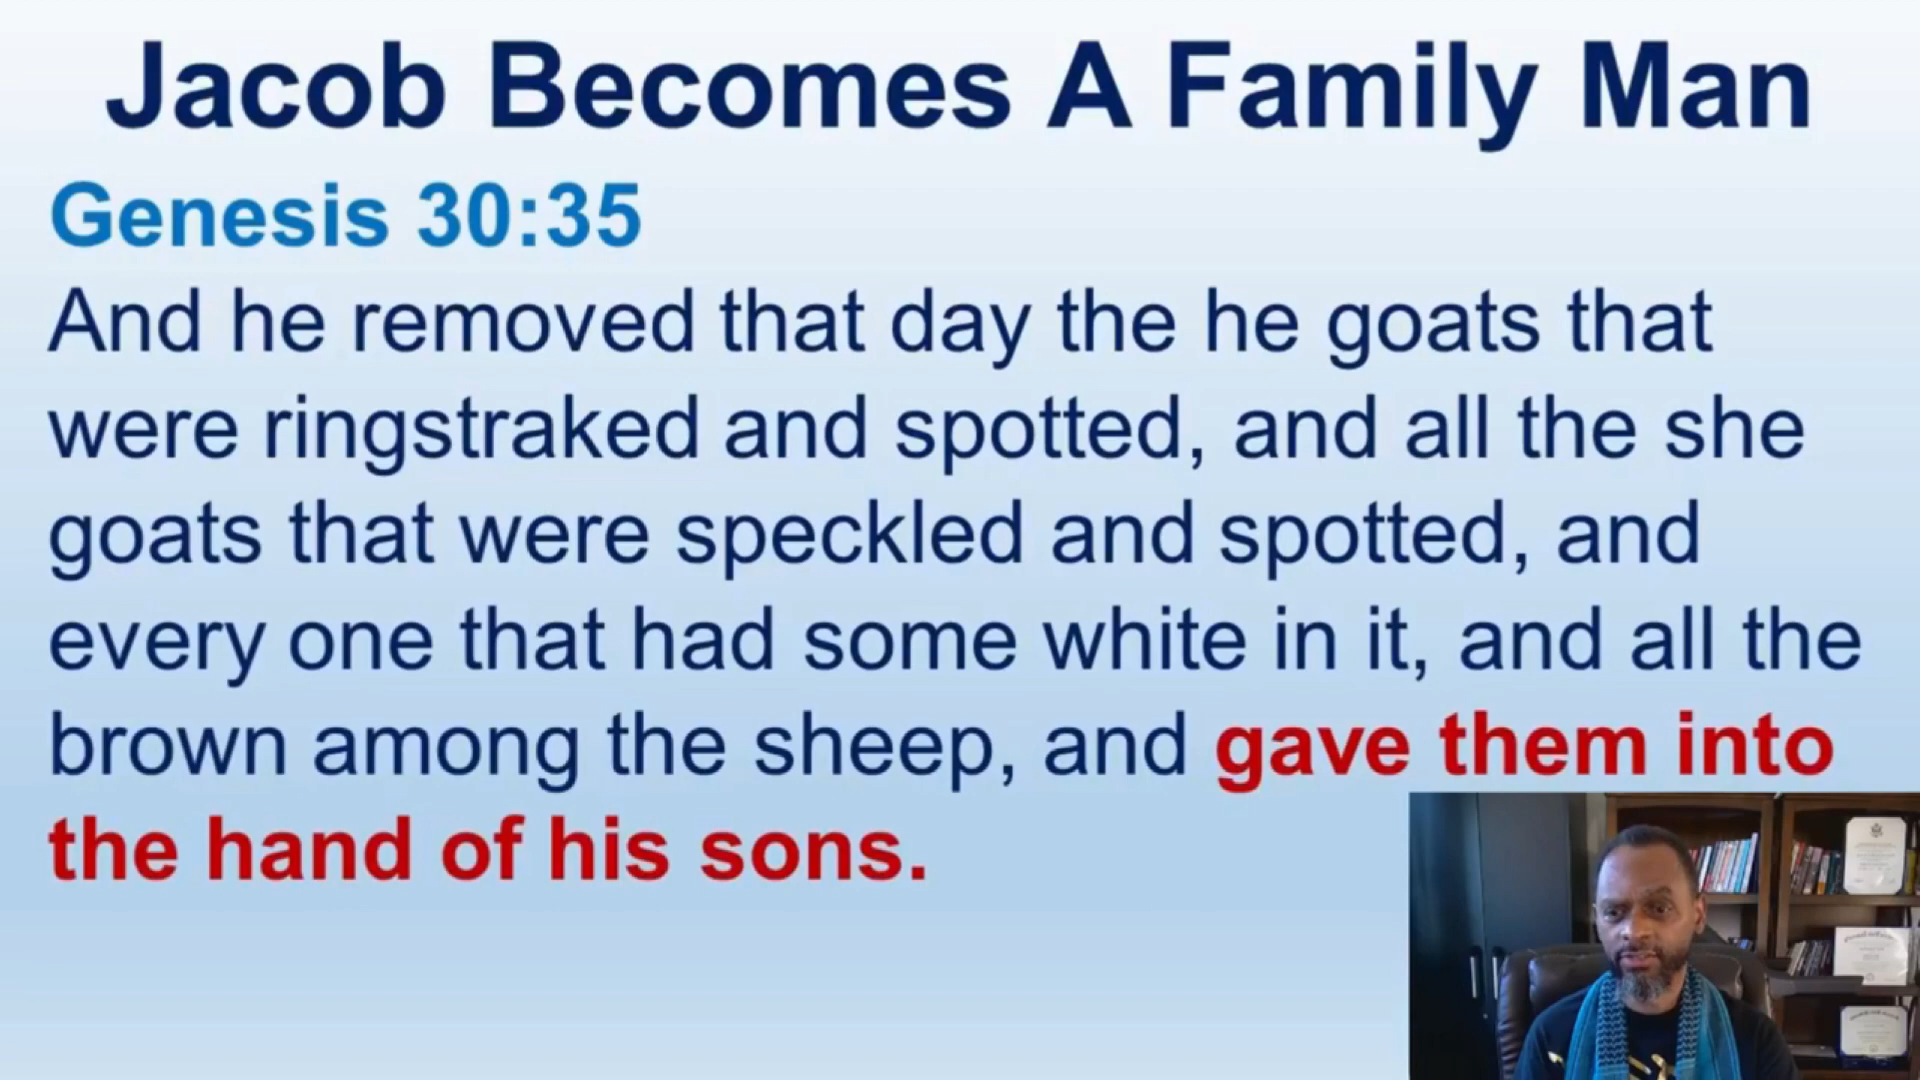 Jacob Becomes A Family Man
Genesis 30:35
And he removed that day the he goats that
were ringstraked and spotted, and all the she
goats that were speckled and spotted, and
every one that had some white in it, and all the
brown among the sheep, and gave them into
the hand of his sons.